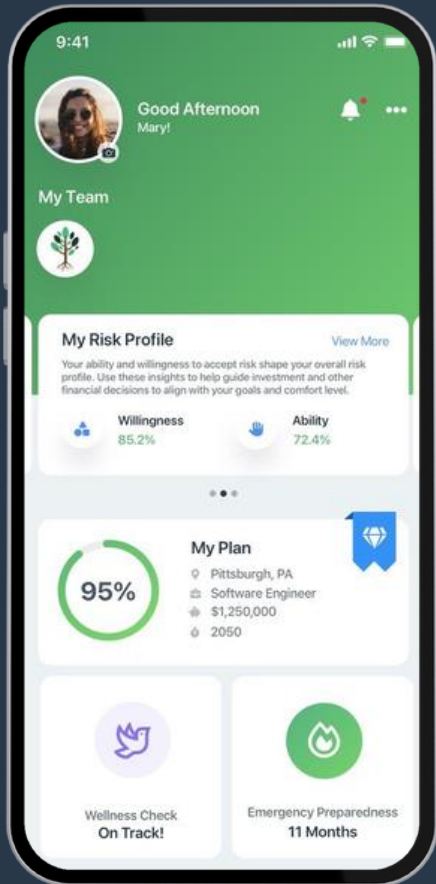 9:41
Good Afternoon
Mary!
My Team
My Risk Profile
View More
Your ability and willingness to accept risk shape your overall risk
profile. Use these insights to help guide investment and other
financial decisions to align with your goals and comfort level.
Willingness
85.2%
Ability
72.4%
95%
My Plan
Pittsburgh, PA
Software Engineer
$1,250,000
2050
Wellness Check
On Track!
Emergency Preparedness
11 Months